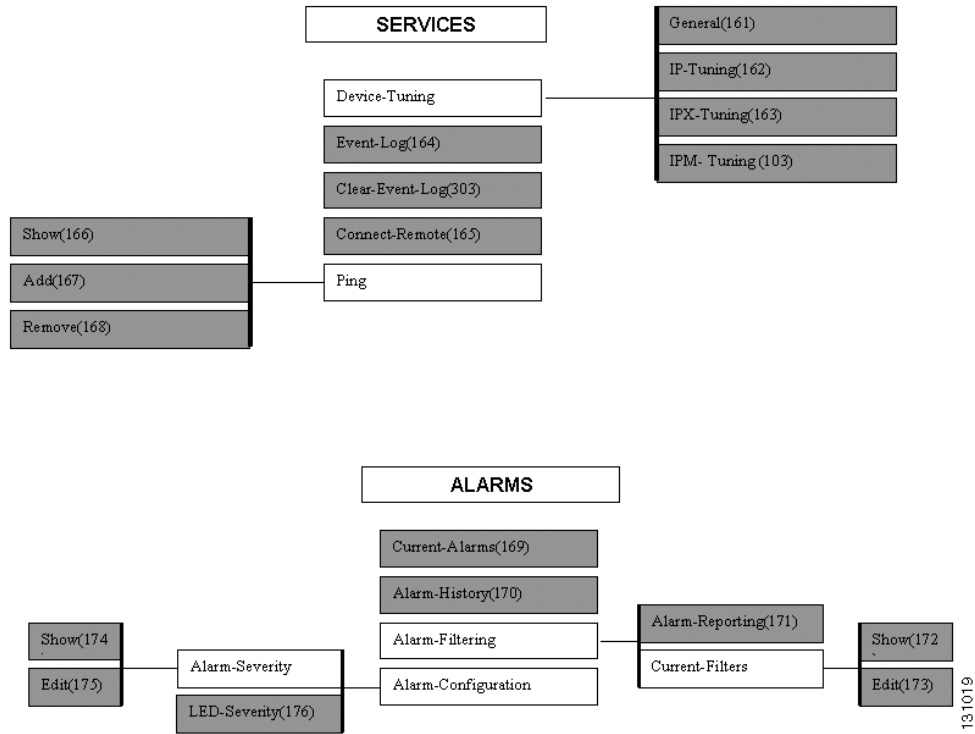 SERVICES
General(161)
IP-Tuning(162)
IPX-Tuning(163)
IPM- Tuning (103)
Device-Tuning
Event-Log(164)
Clear-Event-Log(303)
Connect-Remote(165)
Ping
Show(166)
Add(167)
Remove(168)
ALARMS
Current-Alarms(169)
Alarm-History(170)
Alarm-Filtering
Alarm-Configuration
Alarm-Reporting(171)
Current-Filters
Show(172
Edit(173)
Alarm-Severity
LED-Severity(176)
Show(174
Edit(175)
131019